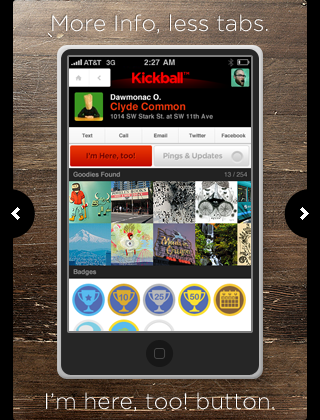 More Info, less tabs.
AT&T 3G 2:27 AM
Kickball
Dawmonac O.
Clyde Common
1014 SW Stark St. at SW 11th Ave
Text Call Email Twitter Facebook
I'm Here, too! Pings & Updates
Goodies Found 13 / 254
Badges
10 25 50
I'm here, too! button.